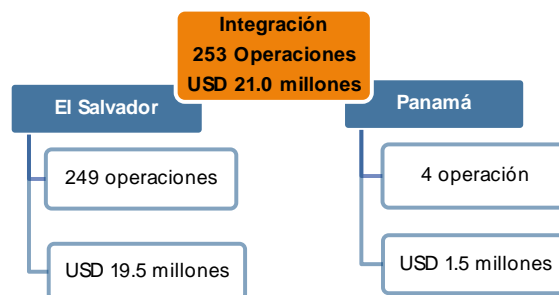 Integración
253 Operaciones
USD 21.0 millones
El Salvador
Panamá
249 operaciones
4 operación
USD 19.5 millones
USD 1.5 millones